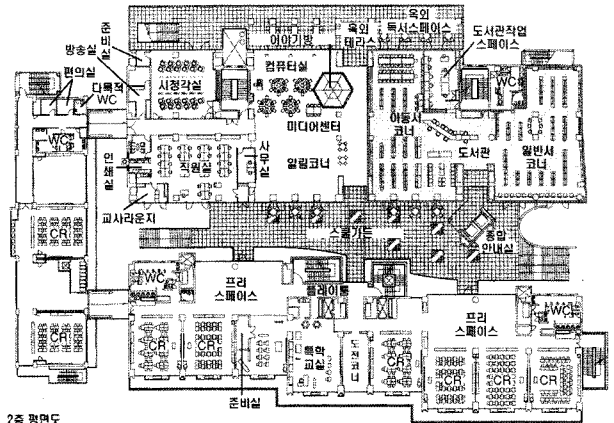 준비실
방송실
편의실
다목적
WC
WC
시청각실
이야기방
컴퓨터실
옥외
테라스
옥외
독서스페이스
도서관작업
스페이스
WC
미디어센터
아동서
코너
일반서
코너
도서관
인쇄실
직원실
사무실
알림코너
교사라운지
CR
스쿨가든
종합
안내실
WC
프리
스페이스
플레이룸
프리
스페이스
WC
CR
CR
CR
특학
교실
도전코너
CR
CR
CR
CR
준비실
2층 평면도